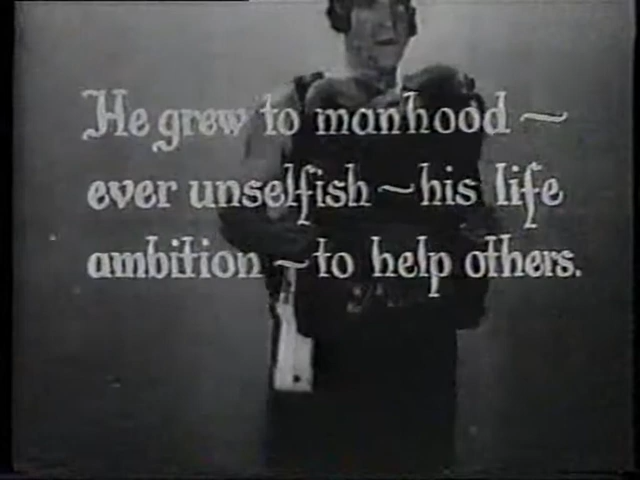 He grew to manhood ~
ever unselfish ~ his life
ambition ~ to help others.